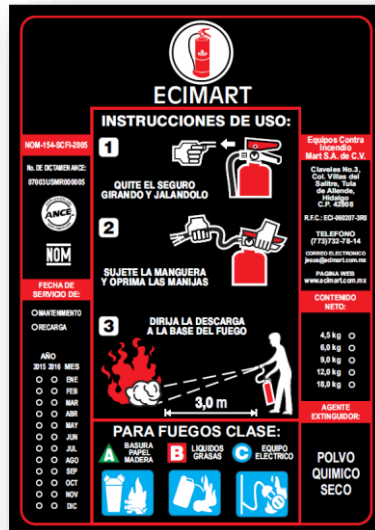 ECIMART
INSTRUCCIONES DE USO:
1
QUITE EL SEGURO
GIRANDO Y JALANDOLO
2
SUJETE LA MANGUERA
Y OPRIMA LAS MANIJAS
3
DIRIJA LA DESCARGA
A LA BASE DEL FUEGO
3,0 m
PARA FUEGOS CLASE:
A
BASURA
PAPEL
MADERA
B
LIQUIDOS
GRASAS
C
EQUIPO
ELECTRICO
NOM-154-SCFI-2005
No. DE DICTAMEN ANCE:
07003USMR000005
ANCE
NOM
FECHA DE
SERVICIO DE:
MANTENIMIENTO
RECARGA
AÑO
2015 2016 MES
ENE
FEB
MAR
ABR
MAY
JUN
JUL
AGO
SEP
OCT
NOV
DIC
Equipos Contra
Incendio
Mart S.A. de C.V.
Claveles No.3,
Col. Villas del
Salitre, Tula
de Allende,
Hidalgo
C.P. 42808
R.F.C.: ECI-060207-3R8
TELEFONO
(773)732-78-14
CORREO ELECTRONICO
jesus@ecimart.com.mx
PAGINA WEB
www.ecimart.com.mx
CONTENIDO
NETO:
4,5 kg
6,0 kg
9,0 kg
12,0 kg
18,0 kg
AGENTE
EXTINGUIDOR:
POLVO
QUIMICO
SECO